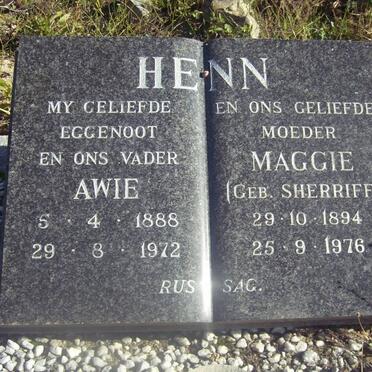 HENN
MY GELIEFDE
EGGENOOT
EN ONS VADER
AWIE
5 · 4 · 1888
29 · 8 · 1972
EN ONS GELIEFDE
MOEDER
MAGGIE
(GEB. SHERRIFF
29 · 10 · 1894
25 · 9 · 1976
RUS SAG.